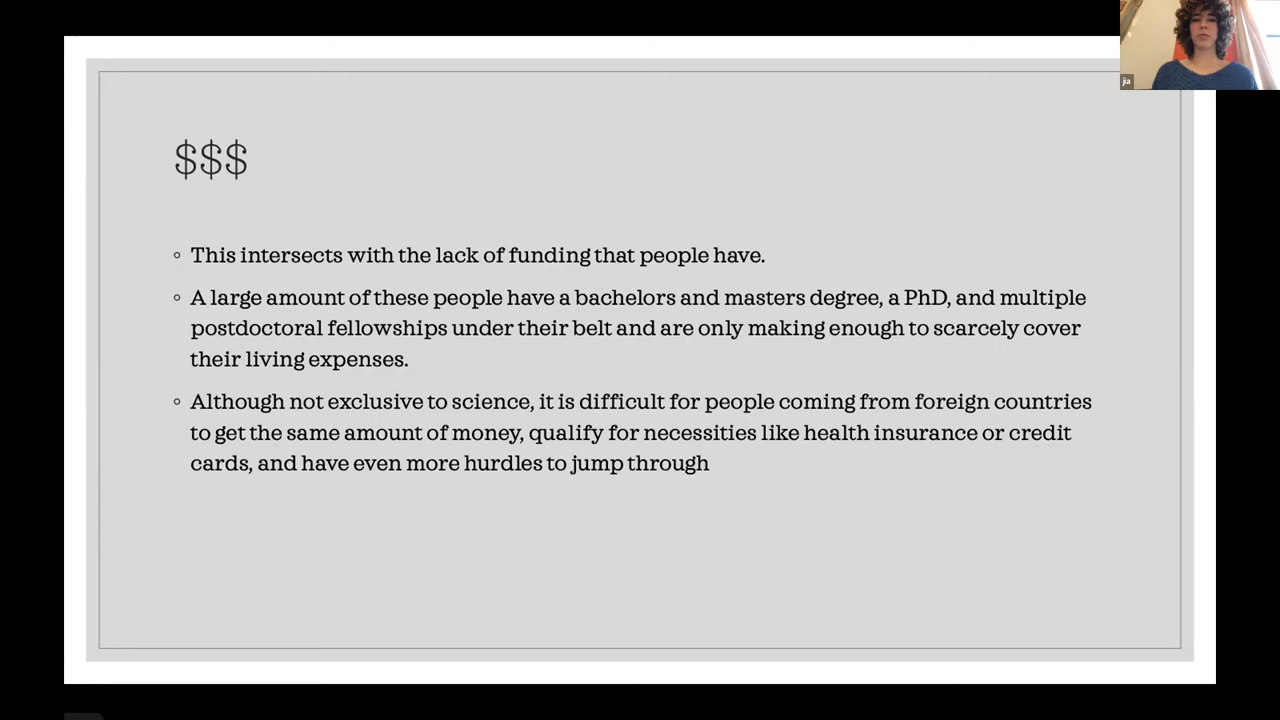 $$$
◦ This intersects with the lack of funding that people have.
◦ A large amount of these people have a bachelors and masters degree, a PhD, and multiple
postdoctoral fellowships under their belt and are only making enough to scarcely cover
their living expenses.
◦ Although not exclusive to science, it is difficult for people coming from foreign countries
to get the same amount of money, qualify for necessities like health insurance or credit
cards, and have even more hurdles to jump through
jia